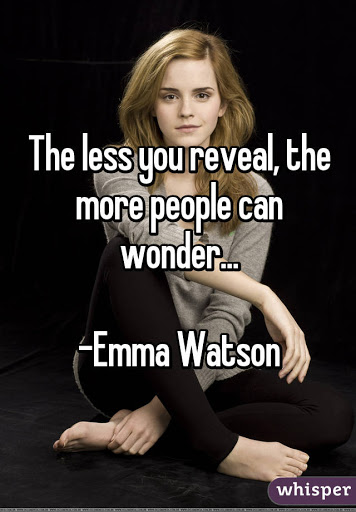 The less you reveal, the
more people can
wonder...
-Emma Watson
whisper